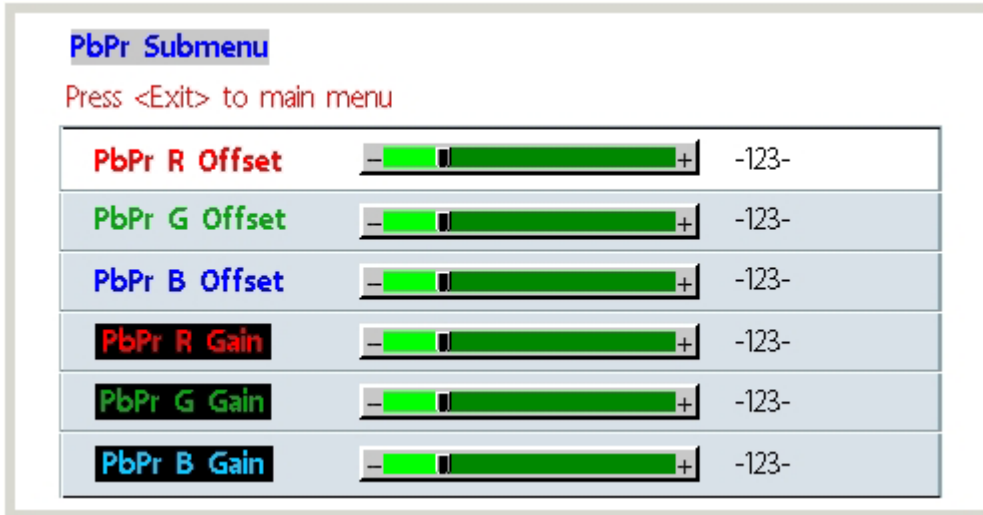 PbPr Submenu
Press <Exit> to main menu
PbPr R Offset - + -123-
PbPr G Offset - + -123-
PbPr B Offset - + -123-
PbPr R Gain - + -123-
PbPr G Gain - + -123-
PbPr B Gain - + -123-